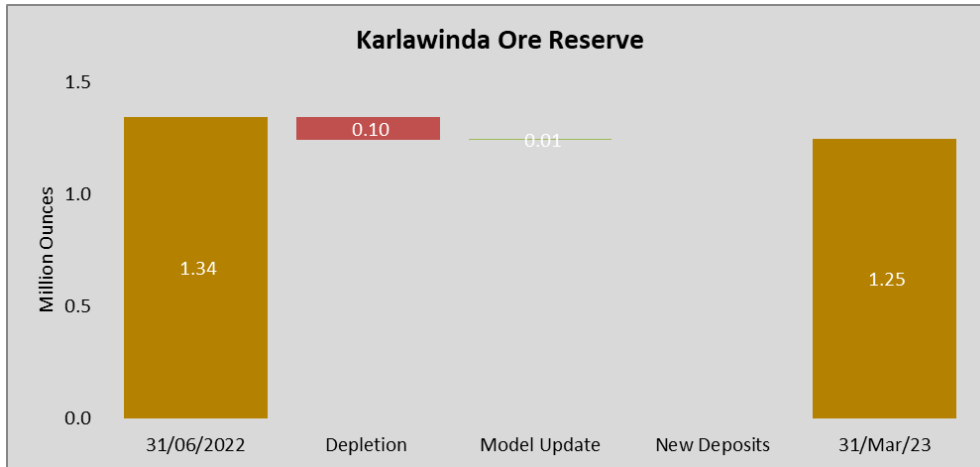 Karlawinda Ore Reserve
Million Ounces
1.5
1.0
0.5
0.0
1.34
0.10
0.01
1.25
31/06/2022
Depletion
Model Update
New Deposits
31/Mar/23